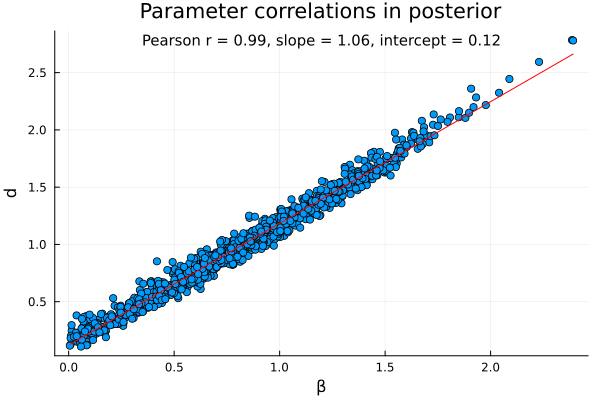 Parameter correlations in posterior
Pearson r = 0.99, slope = 1.06, intercept = 0.12
2.5
2.0
1.5
1.0
0.5
d
0.0 0.5 1.0 1.5 2.0
β